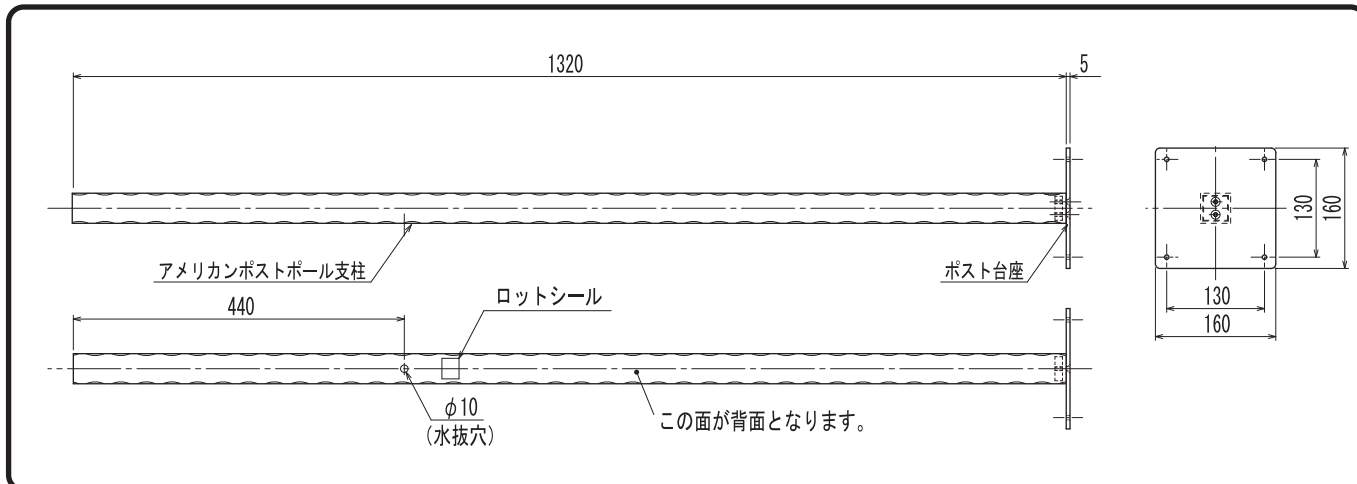 1320
5
アメリカンポストポール支柱
ポスト台座
130
160
130
160
440
ロットシール
φ10
(水抜穴)
この面が背面となります。